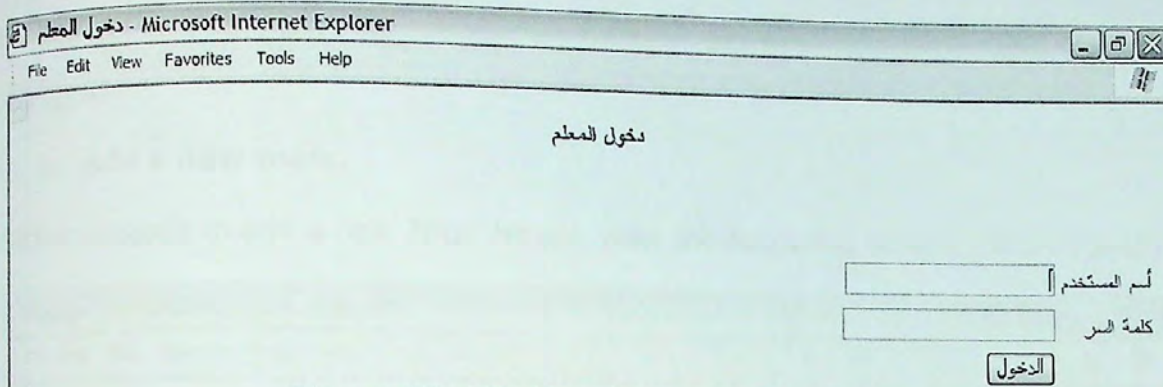 دخول المعلم - Microsoft Internet Explorer
File Edit View Favorites Tools Help
دخول المعلم
أسم المستخدم
كلمة السر
الدخول